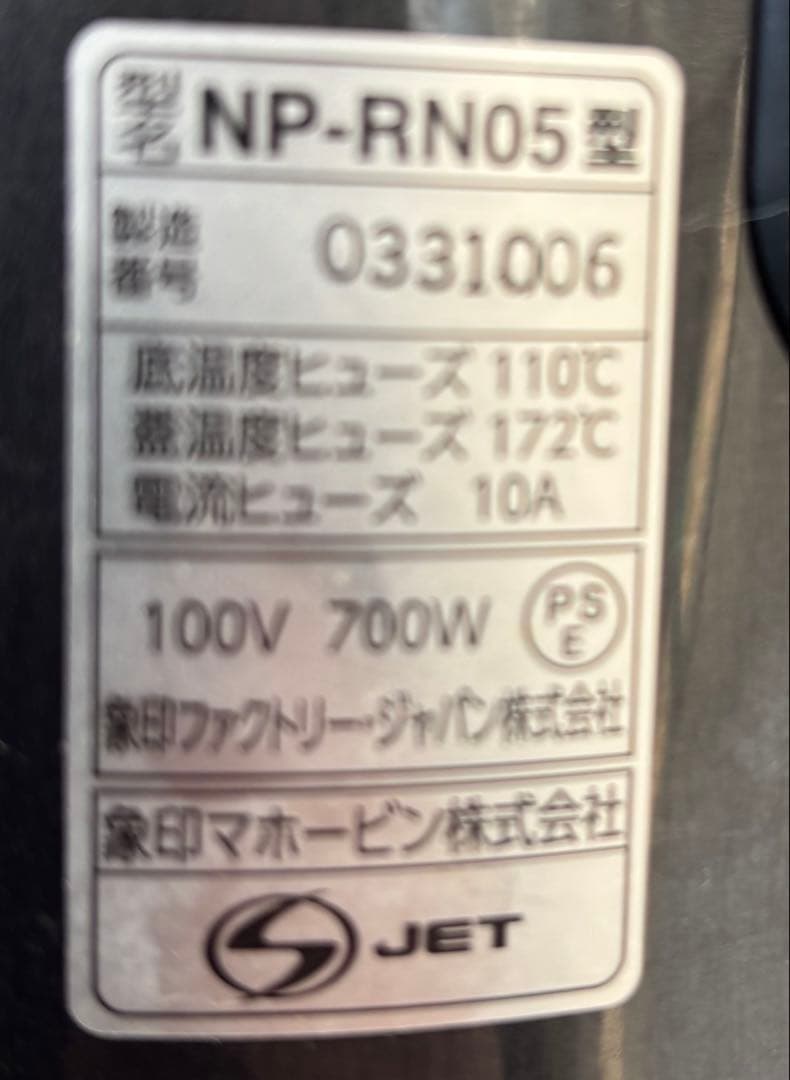 型名 NP-RN05型
製造番号 0331006
底温度ヒューズ 110℃
蓋温度ヒューズ 172℃
電流ヒューズ 10A
100V 700W PSE
象印ファクトリー・ジャパン株式会社
象印マホービン株式会社
S JET